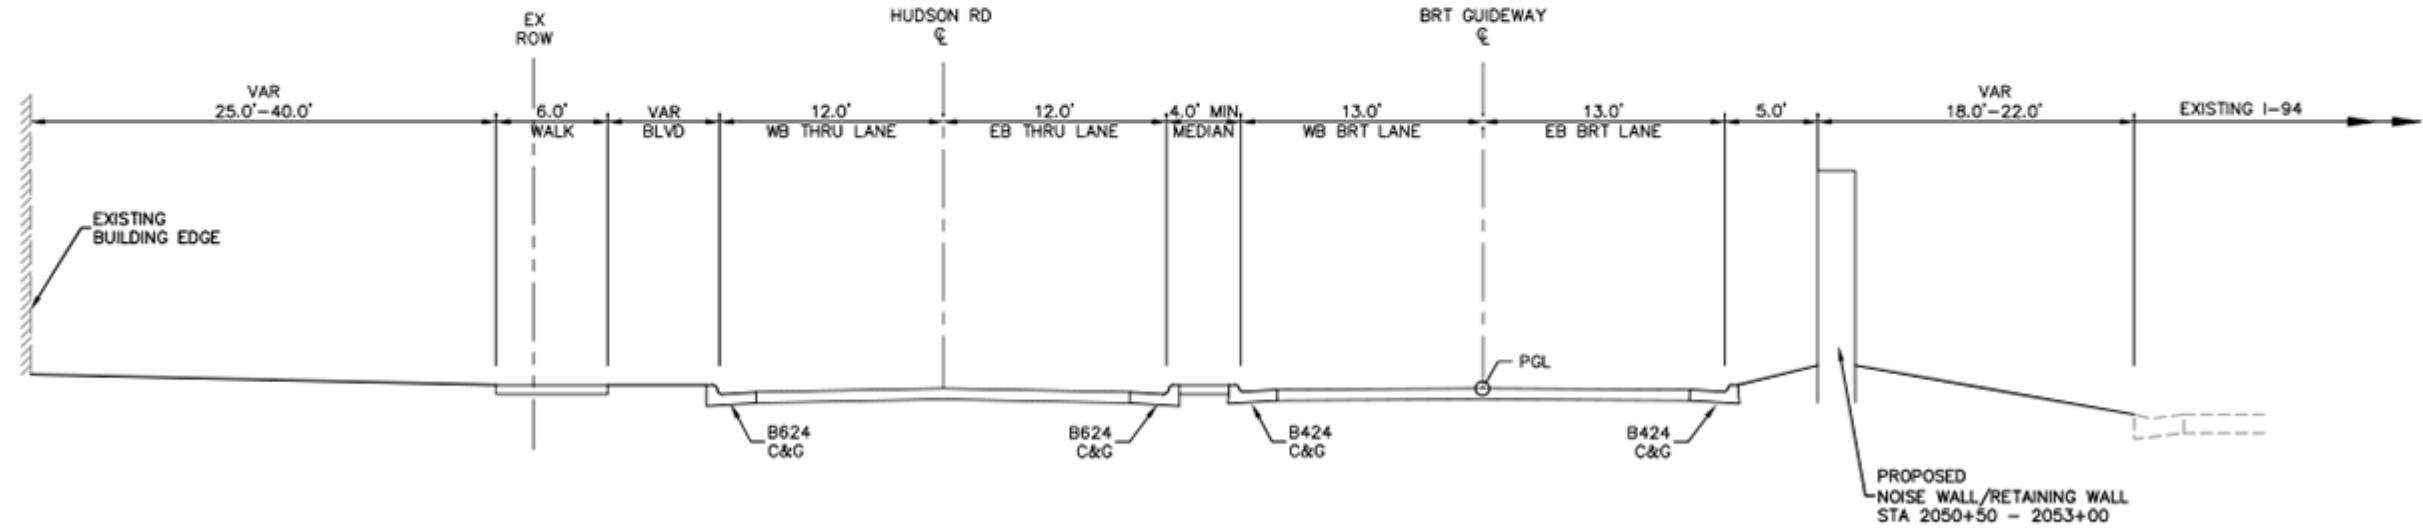 EX
ROW
HUDSON RD
℄
BRT GUIDEWAY
℄
VAR
25.0'-40.0'
6.0'
WALK
VAR
BLVD
12.0'
WB THRU LANE
12.0'
EB THRU LANE
4.0' MIN
MEDIAN
13.0'
WB BRT LANE
13.0'
EB BRT LANE
5.0'
VAR
18.0'-22.0'
EXISTING I-94
EXISTING
BUILDING EDGE
PGL
B624
C&G
B624
C&G
B424
C&G
B424
C&G
PROPOSED
NOISE WALL/RETAINING WALL
STA 2050+50 - 2053+00